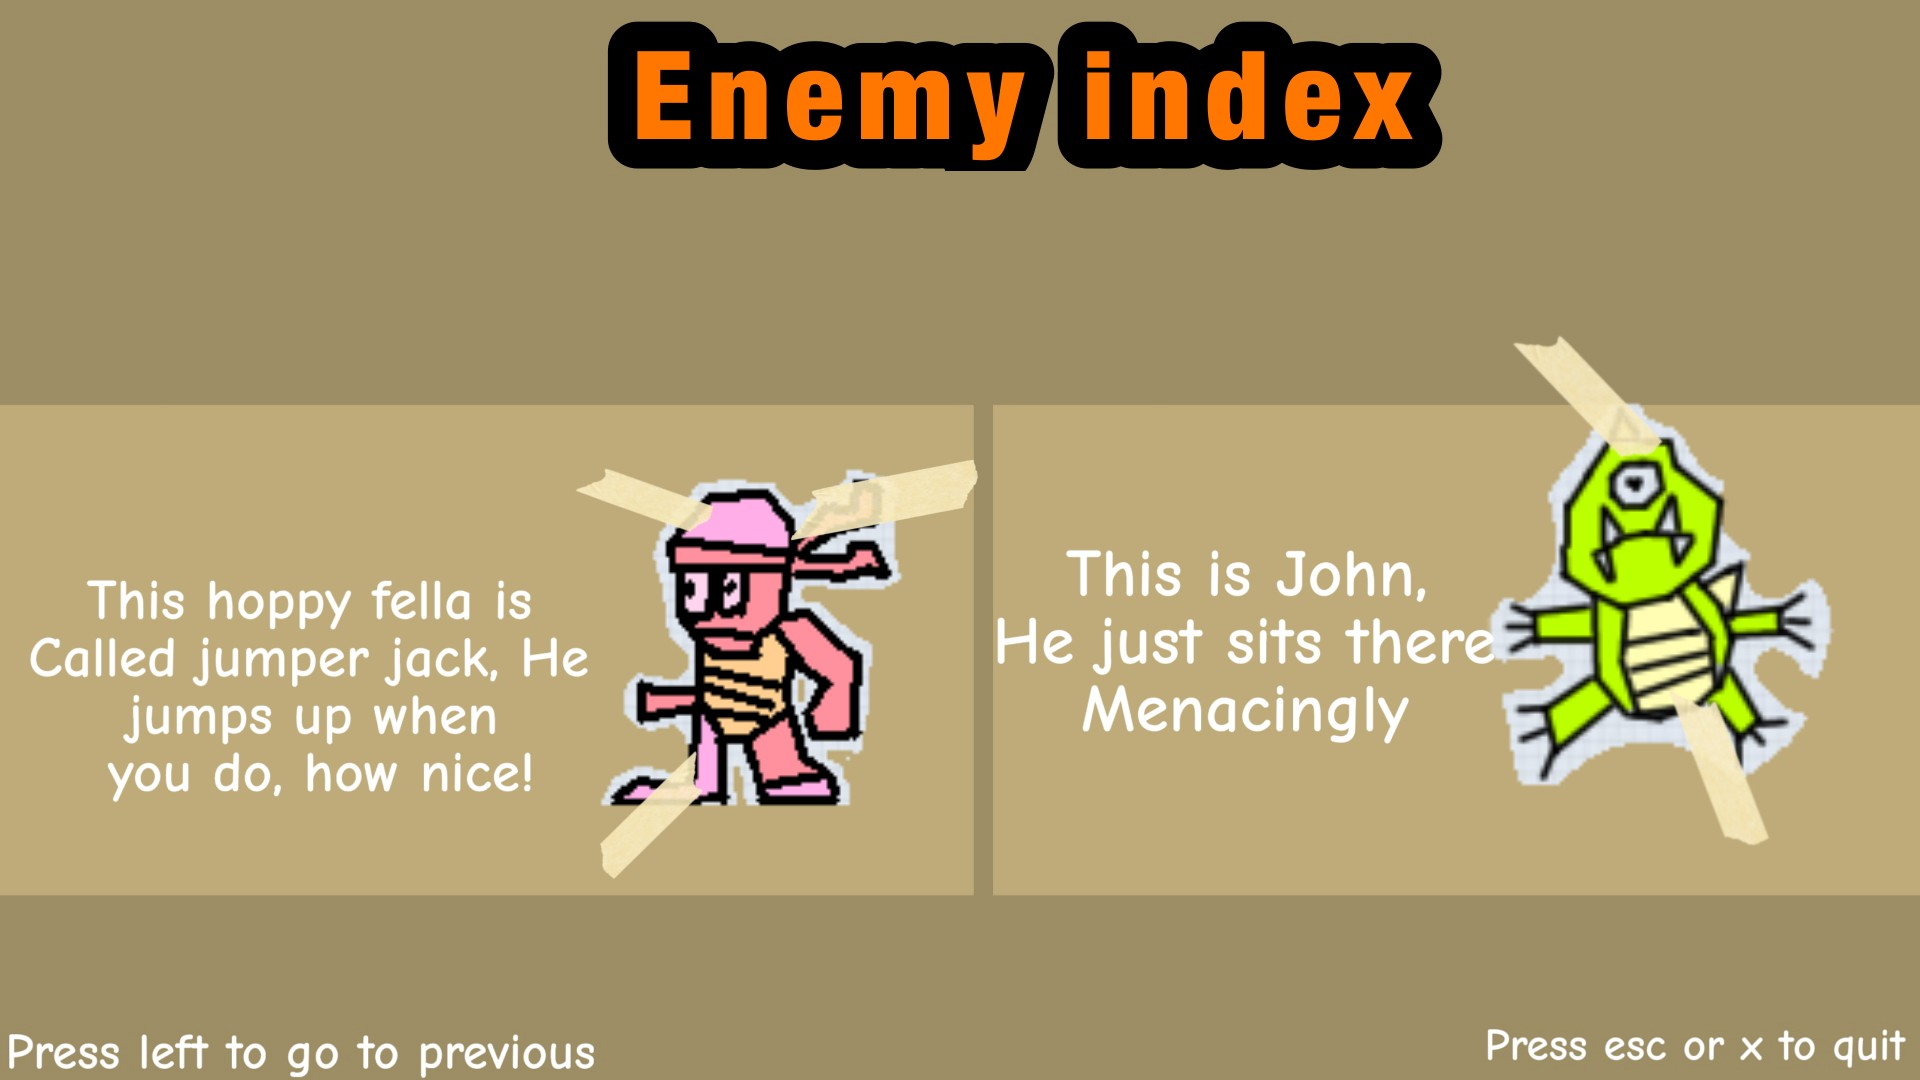 Enemy index
This hoppy fella is
Called jumper jack, He
jumps up when
you do, how nice!
This is John,
He just sits there
Menacingly
Press left to go to previous
Press esc or x to quit